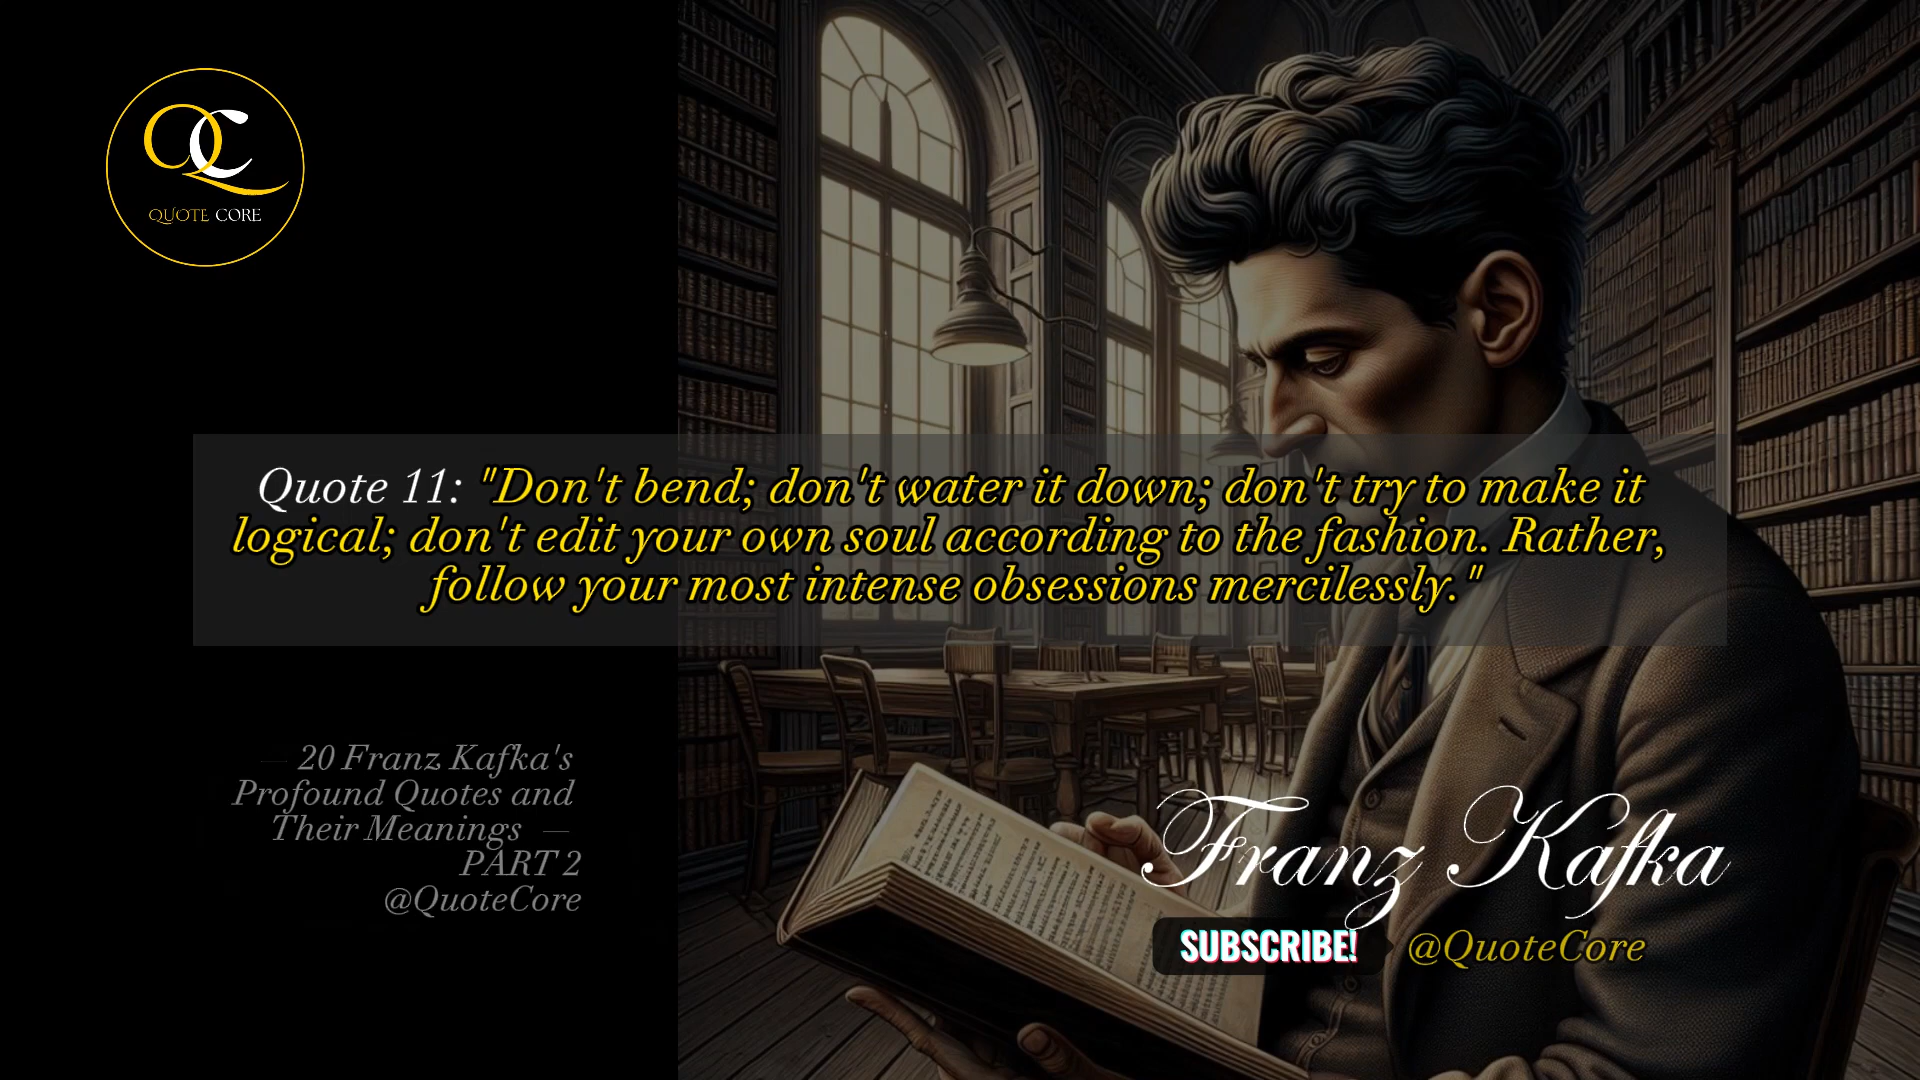 QC
QUOTE CORE
Quote 11: "Don't bend; don't water it down; don't try to make it
logical; don't edit your own soul according to the fashion. Rather,
follow your most intense obsessions mercilessly."
— 20 Franz Kafka's
Profound Quotes and
Their Meanings —
PART 2
@QuoteCore
Franz Kafka
SUBSCRIBE! @QuoteCore